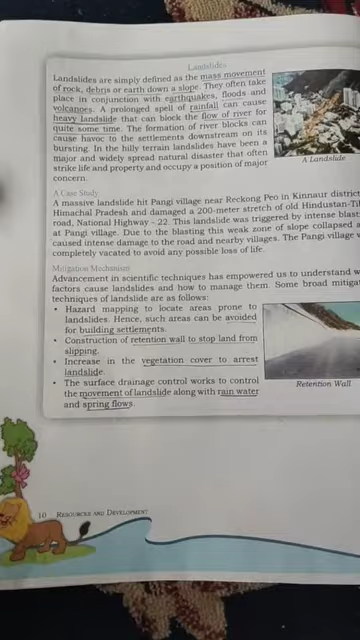 Landslides
Landslides are simply defined as the mass movement
of rock, debris or earth down a slope. They often take
place in conjunction with earthquakes, floods and
volcanoes. A prolonged spell of rainfall can cause
heavy landslide that can block the flow of river for
quite some time. The formation of river blocks can
cause havoc to the settlements downstream on its
bursting. In the hilly terrain landslides have been a
major and widely spread natural disaster that often
strike life and property and occupy a position of major
concern.
A Landslide
A Case Study
A massive landslide hit Pangi village near Reckong Peo in Kinnaur district
Himachal Pradesh and damaged a 200-meter stretch of old Hindustan-Ti
road, National Highway - 22. This landslide was triggered by intense blast
at Pangi village. Due to the blasting this weak zone of slope collapsed a
caused intense damage to the road and nearby villages. The Pangi village w
completely vacated to avoid any possible loss of life.
Mitigation Mechanism
Advancement in scientific techniques has empowered us to understand w
factors cause landslides and how to manage them. Some broad mitigat
techniques of landslide are as follows:
• Hazard mapping to locate areas prone to
landslides. Hence, such areas can be avoided
for building settlements.
• Construction of retention wall to stop land from
slipping.
• Increase in the vegetation cover to arrest
landslide.
• The surface drainage control works to control
the movement of landslide along with rain water
and spring flows.
Retention Wall
10 RESOURCES AND DEVELOPMENT